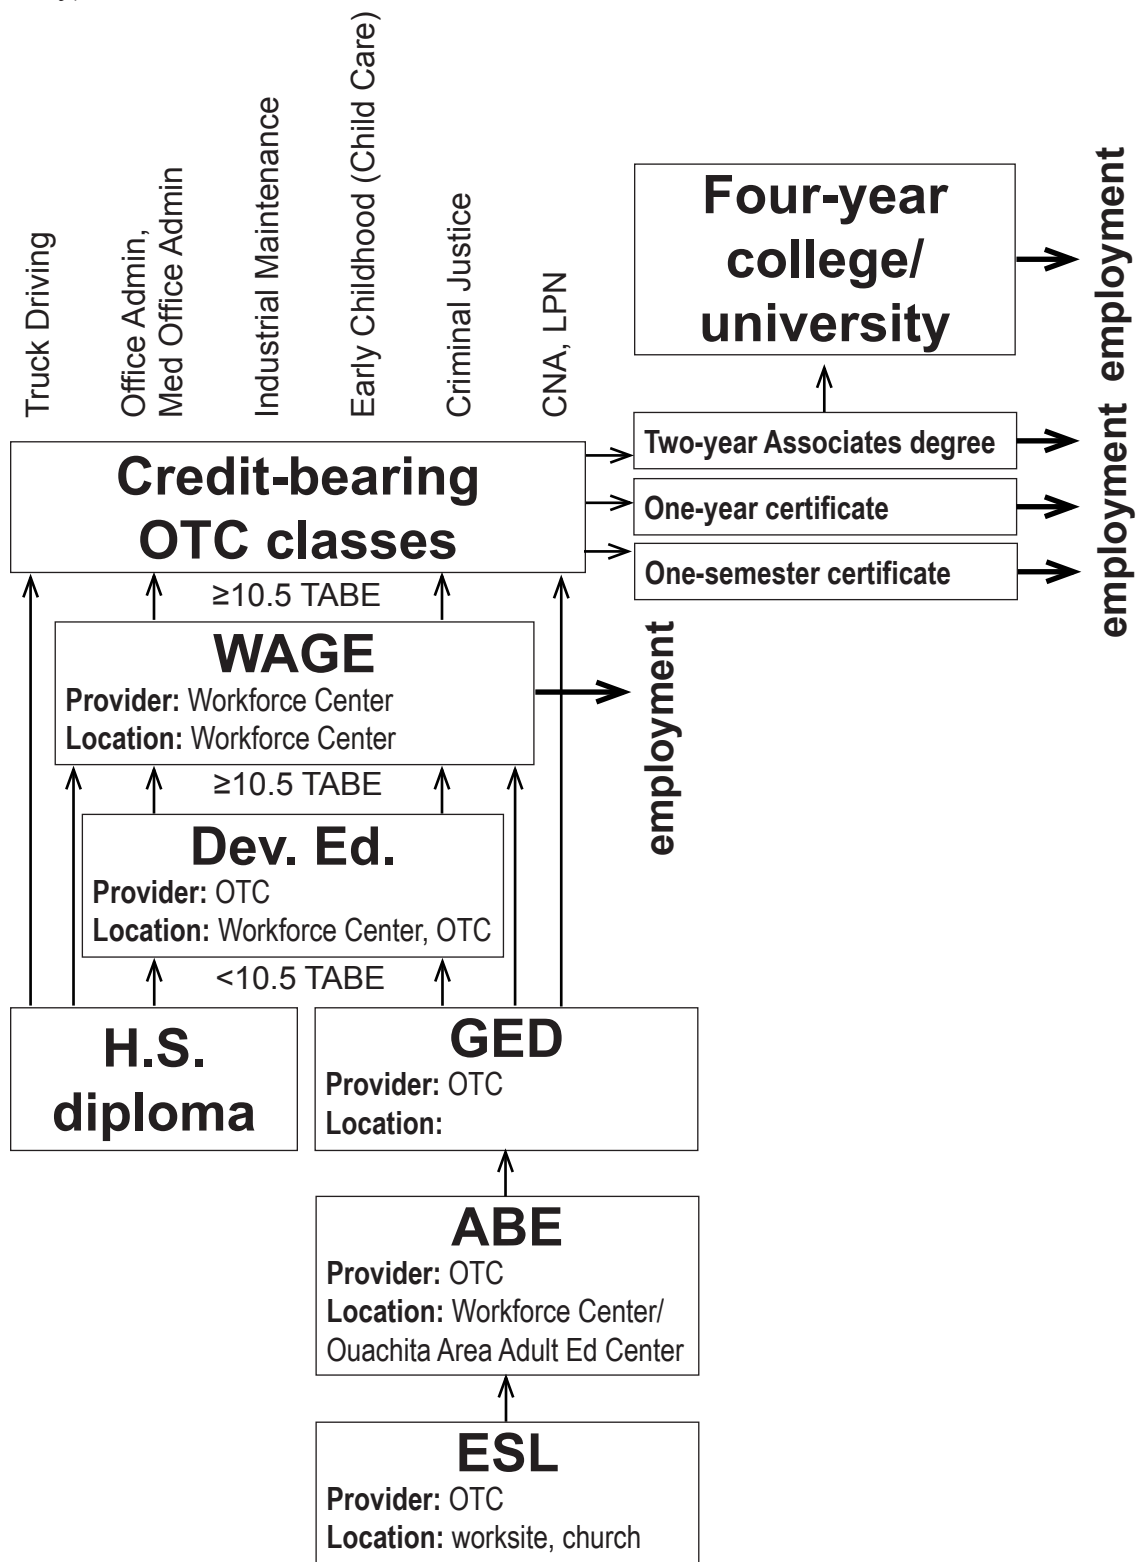 Truck Driving
Office Admin,
Med Office Admin
Industrial Maintenance
Early Childhood (Child Care)
Criminal Justice
CNA, LPN
Four-year
college/
university
employment
Credit-bearing
OTC classes
Two-year Associates degree
One-year certificate
One-semester certificate
employment
≥10.5 TABE
WAGE
Provider: Workforce Center
Location: Workforce Center
employment
≥10.5 TABE
Dev. Ed.
Provider: OTC
Location: Workforce Center, OTC
<10.5 TABE
H.S.
diploma
GED
Provider: OTC
Location:
ABE
Provider: OTC
Location: Workforce Center/
Ouachita Area Adult Ed Center
ESL
Provider: OTC
Location: worksite, church